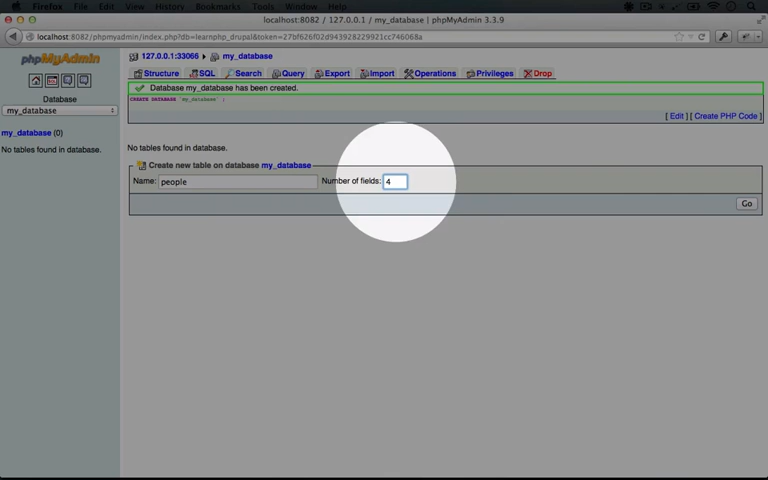 Firefox File Edit View History Bookmarks Tools Window Help
localhost:8082 / 127.0.0.1 / my_database | phpMyAdmin 3.3.9
localhost:8082/phpmyadmin/index.php?db=learnphp_drupal&token=27bf626f02d943928229921cc746068a
phpMyAdmin
127.0.0.1:33066 my_database
Structure SQL Search Query Export Import Operations Privileges Drop
Database
my_database
my_database (0)
No tables found in database.
Database my_database has been created.
CREATE DATABASE `my_database` ;
[ Edit ] [ Create PHP Code ]
No tables found in database.
Create new table on database my_database
Name: people Number of fields: 4
Go